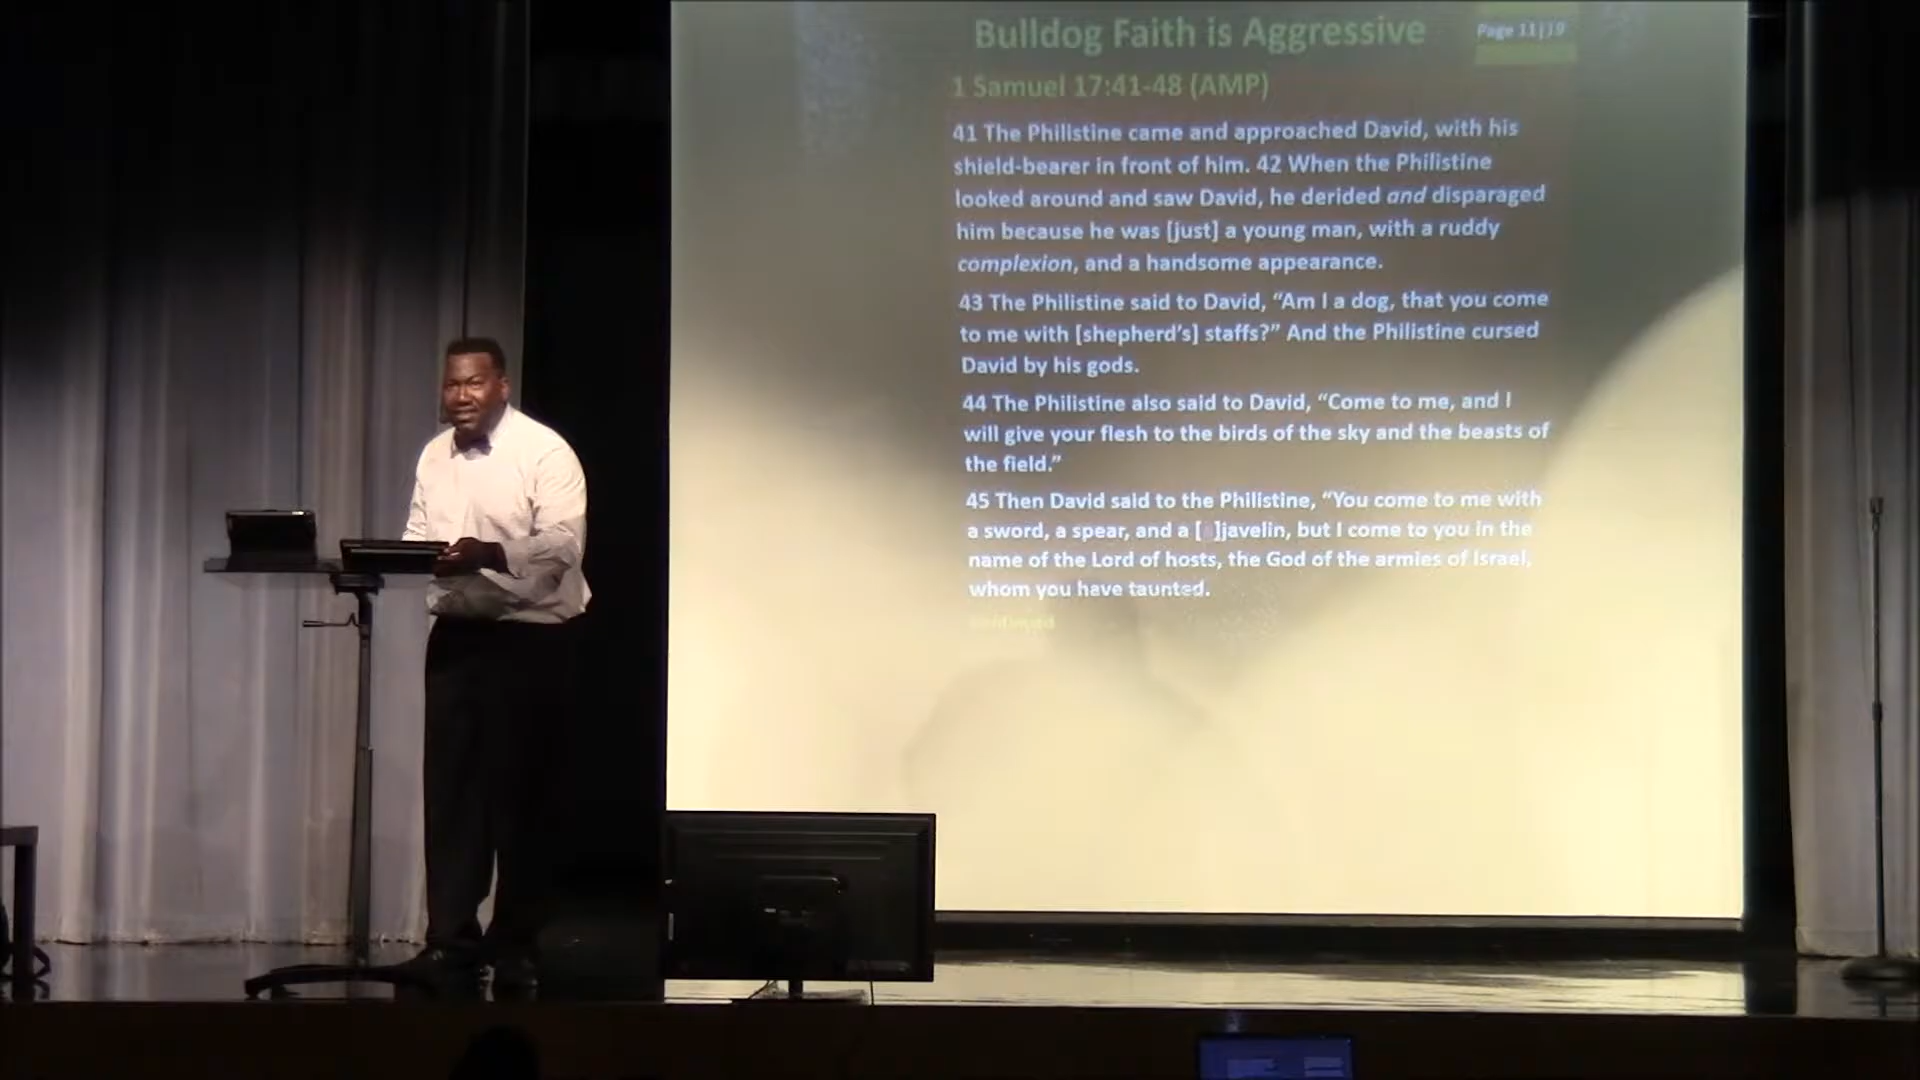 Bulldog Faith is Aggressive
Page 11|19
1 Samuel 17:41-48 (AMP)
41 The Philistine came and approached David, with his
shield-bearer in front of him. 42 When the Philistine
looked around and saw David, he derided and disparaged
him because he was [just] a young man, with a ruddy
complexion, and a handsome appearance.
43 The Philistine said to David, “Am I a dog, that you come
to me with [shepherd’s] staffs?” And the Philistine cursed
David by his gods.
44 The Philistine also said to David, “Come to me, and I
will give your flesh to the birds of the sky and the beasts of
the field.”
45 Then David said to the Philistine, “You come to me with
a sword, a spear, and a [a]javelin, but I come to you in the
name of the Lord of hosts, the God of the armies of Israel,
whom you have taunted.
continued